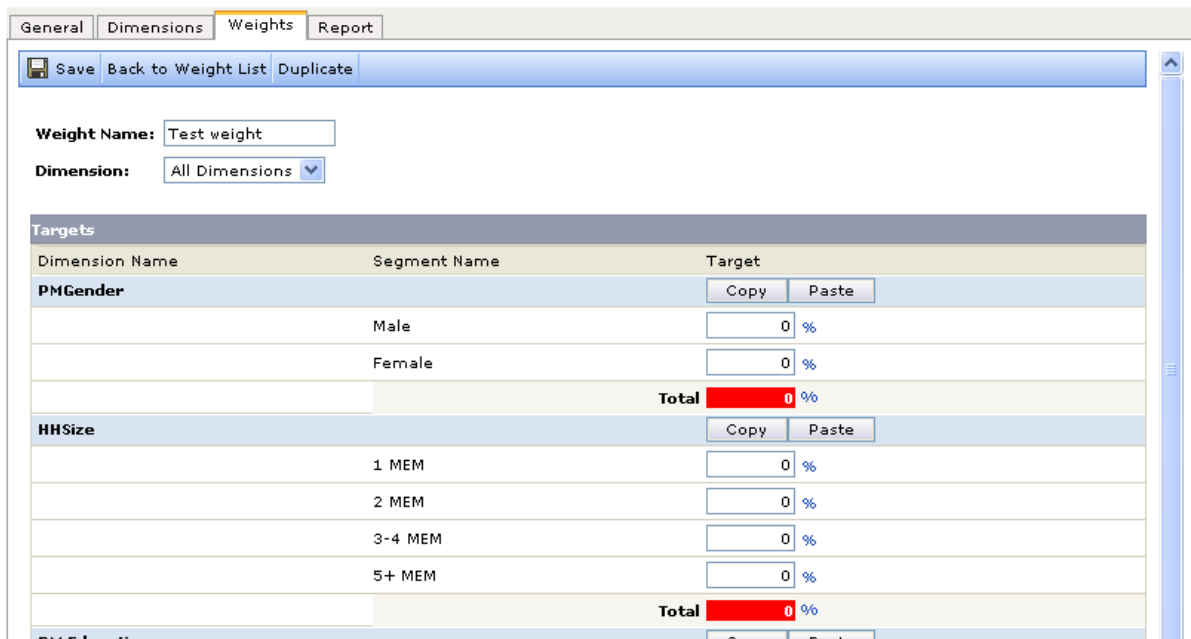 General Dimensions Weights Report
Save Back to Weight List Duplicate
Weight Name: Test weight
Dimension: All Dimensions
Targets
Dimension Name Segment Name Target
PMGender Copy Paste
Male 0 %
Female 0 %
Total 0 %
HHSize Copy Paste
1 MEM 0 %
2 MEM 0 %
3-4 MEM 0 %
5+ MEM 0 %
Total 0 %